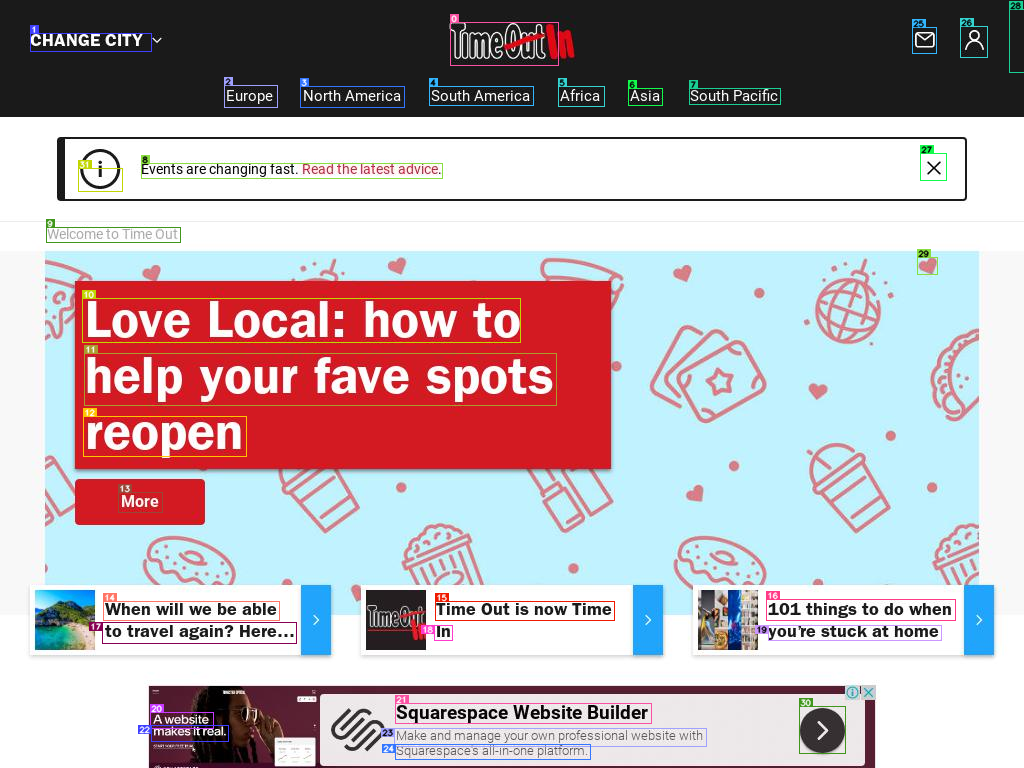 CHANGE CITY
Time Out In
Europe
North America
South America
Africa
Asia
South Pacific
Events are changing fast. Read the latest advice.
Welcome to Time Out
Love Local: how to
help your fave spots
reopen
More
When will we be able
to travel again? Here...
Time Out In
Time Out is now Time
In
101 things to do when
you're stuck at home
A website
makes it real.
Squarespace Website Builder
Make and manage your own professional website with
Squarespace's all-in-one platform.